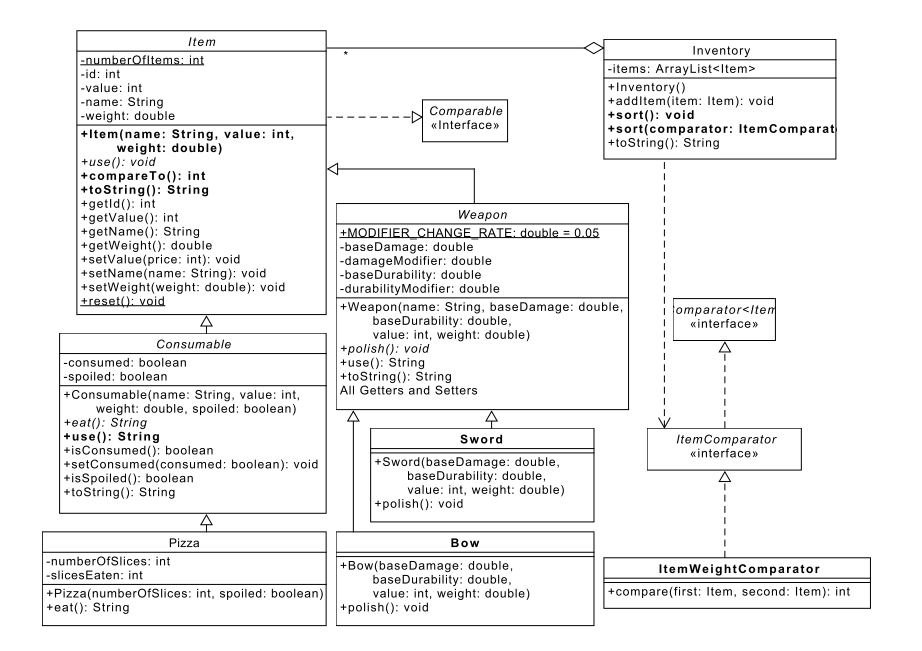 Item
-numberOfItems: int
-id: int
-value: int
-name: String
-weight: double
+Item(name: String, value: int,
weight: double)
+use(): void
+compareTo(): int
+toString(): String
+getId(): int
+getValue(): int
+getName(): String
+getWeight(): double
+setValue(price: int): void
+setName(name: String): void
+setWeight(weight: double): void
+reset(): void
*
Comparable
«Interface»
Inventory
-items: ArrayList<Item>
+Inventory()
+addItem(item: Item): void
+sort(): void
+sort(comparator: ItemComparat
+toString(): String
Weapon
+MODIFIER_CHANGE_RATE: double = 0.05
-baseDamage: double
-damageModifier: double
-baseDurability: double
-durabilityModifier: double
+Weapon(name: String, baseDamage: double,
baseDurability: double,
value: int, weight: double)
+polish(): void
+use(): String
+toString(): String
All Getters and Setters
omparator<Item
«interface»
Consumable
-consumed: boolean
-spoiled: boolean
+Consumable(name: String, value: int,
weight: double, spoiled: boolean)
+eat(): String
+use(): String
+isConsumed(): boolean
+setConsumed(consumed: boolean): void
+isSpoiled(): boolean
+toString(): String
Sword
+Sword(baseDamage: double,
baseDurability: double,
value: int, weight: double)
+polish(): void
ItemComparator
«interface»
Pizza
-numberOfSlices: int
-slicesEaten: int
+Pizza(numberOfSlices: int, spoiled: boolean)
+eat(): String
Bow
+Bow(baseDamage: double,
baseDurability: double,
value: int, weight: double)
+polish(): void
ItemWeightComparator
+compare(first: Item, second: Item): int